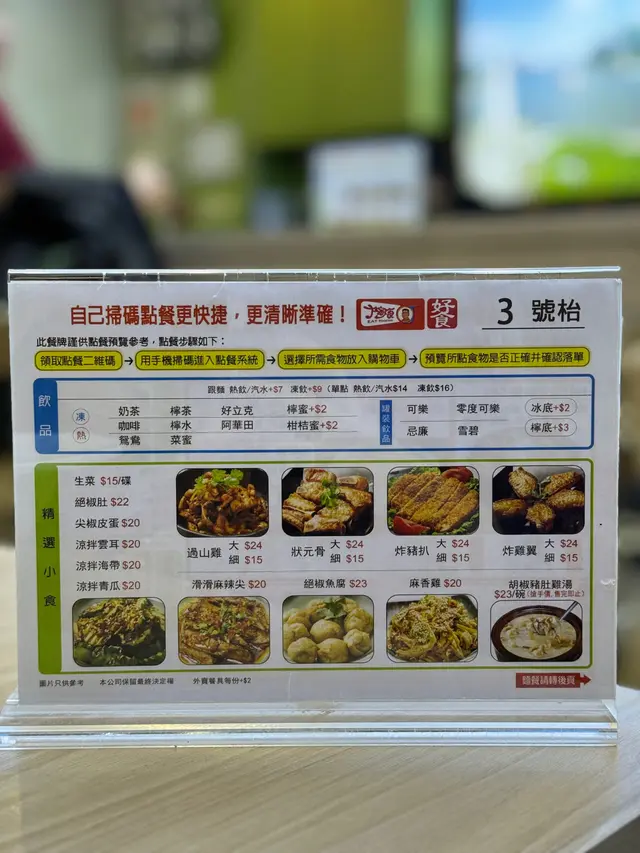 自己掃碼點餐更快捷，更清晰準確！
好食
3 號枱
此餐牌謹供點餐預覽參考，點餐步驟如下：
領取點餐二維碼 → 用手機掃碼進入點餐系統 → 選擇所需食物放入購物車 → 預覽所點食物是否正確并確認落單
飲品
跟麵 熱飲/汽水+$7 凍飲+$9 (單點 熱飲/汽水$14 凍飲$16)
凍
熱
奶茶 檸茶 好立克 檸蜜+$2
咖啡 檸水 阿華田 柑桔蜜+$2
鴛鴦 菜蜜
罐裝飲品
可樂 零度可樂 冰底+$2
忌廉 雪碧 檸底+$3
精選小食
生菜 $15/碟
絕椒肚 $22
尖椒皮蛋 $20
涼拌雲耳 $20
涼拌海帶 $20
涼拌青瓜 $20
過山雞 大 $24 細 $15
狀元骨 大 $24 細 $15
炸豬扒 大 $24 細 $15
炸雞翼 大 $24 細 $15
滑滑麻辣尖 $20
絕椒魚腐 $23
麻香雞 $20
胡椒豬肚雞湯
$23/碗(搶手價,售完即止)
圖片只供參考 本公司保留最終決定權 外賣餐具每份+$2
麵餐請轉後頁